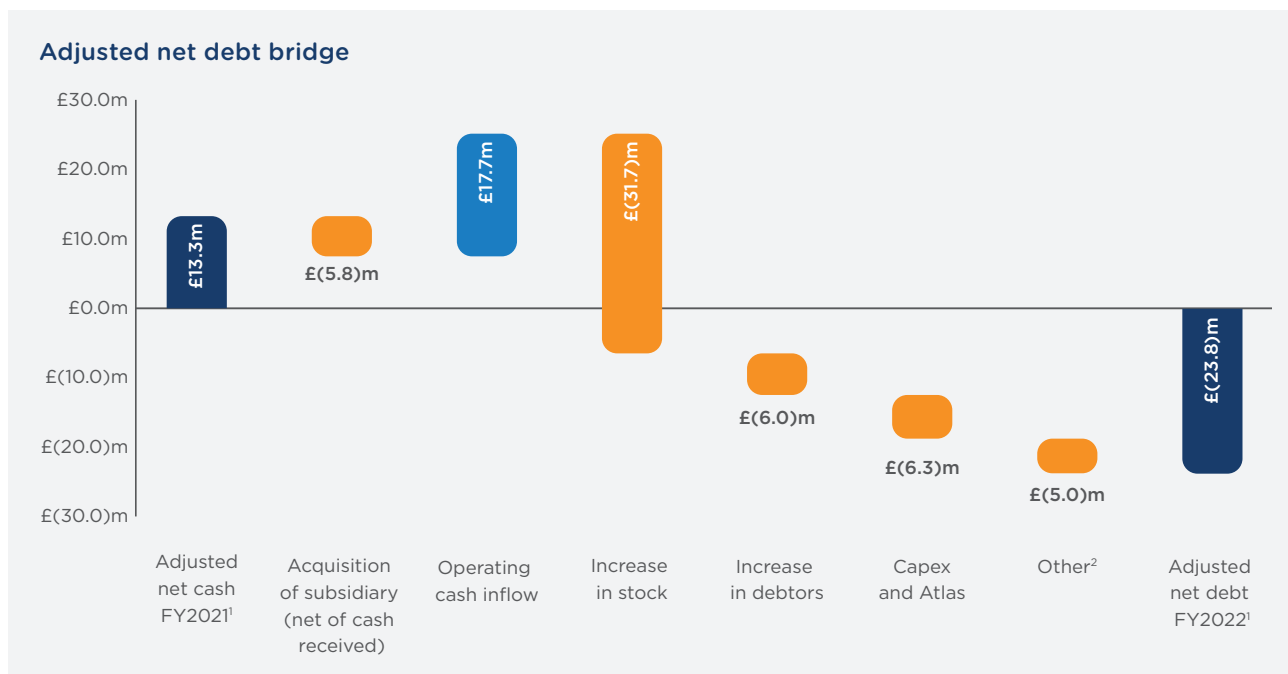 Adjusted net debt bridge
£30.0m
£20.0m
£10.0m
£0.0m
£(10.0)m
£(20.0)m
£(30.0)m
£13.3m
£(5.8)m
£17.7m
£(31.7)m
£(6.0)m
£(6.3)m
£(5.0)m
£(23.8)m
Adjusted
net cash
FY2021¹
Acquisition
of subsidiary
(net of cash
received)
Operating
cash inflow
Increase
in stock
Increase
in debtors
Capex
and Atlas
Other²
Adjusted
net debt
FY2022¹